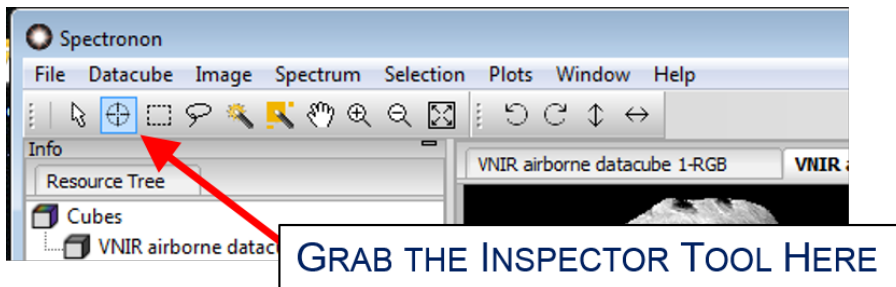 Spectronon
File Datacube Image Spectrum Selection Plots Window Help
Info
Resource Tree
VNIR airborne datacube 1-RGB
VNIR
Cubes
VNIR airborne datac
GRAB THE INSPECTOR TOOL HERE